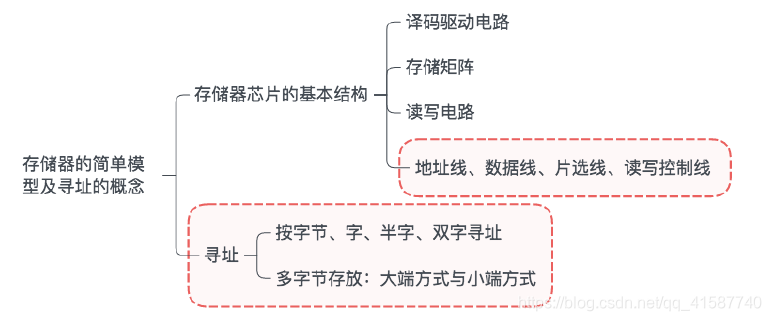 译码驱动电路
存储矩阵
存储器芯片的基本结构
读写电路
地址线、数据线、片选线、读写控制线
存储器的简单模
型及寻址的概念
按字节、字、半字、双字寻址
寻址
多字节存放：大端方式与小端方式
https://blog.csdn.net/qq_41587740